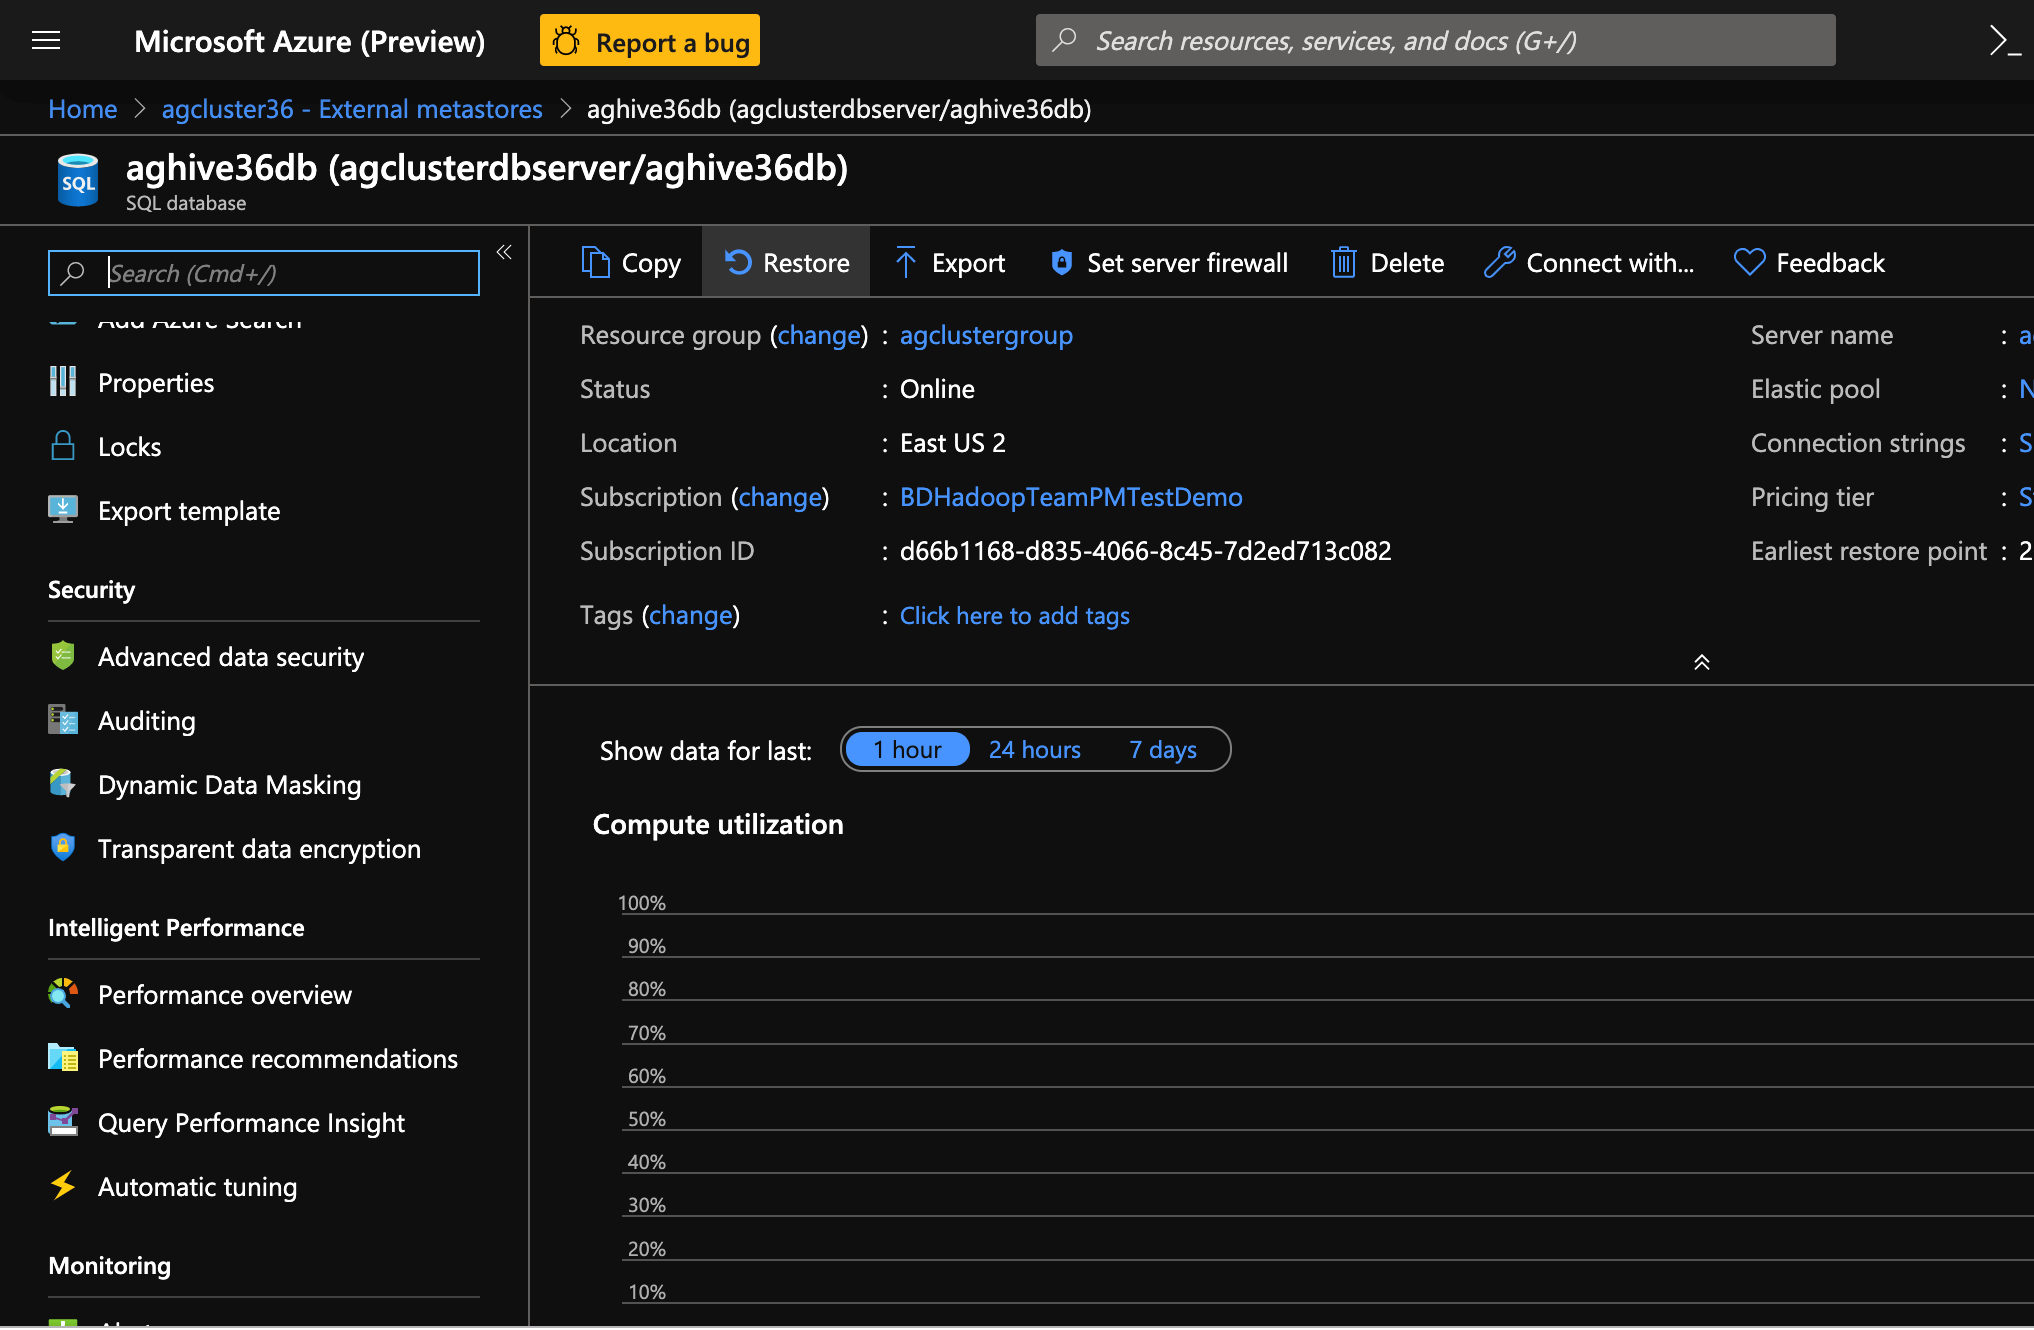 Microsoft Azure (Preview)
Report a bug
Search resources, services, and docs (G+/)
Home > agcluster36 - External metastores > aghive36db (agclusterdbserver/aghive36db)
SQL
aghive36db (agclusterdbserver/aghive36db)
SQL database
Search (Cmd+/)
Add Azure Search
Properties
Locks
Export template
Security
Advanced data security
Auditing
Dynamic Data Masking
Transparent data encryption
Intelligent Performance
Performance overview
Performance recommendations
Query Performance Insight
Automatic tuning
Monitoring
Copy Restore Export Set server firewall Delete Connect with... Feedback
Resource group (change) : agclustergroup
Status : Online
Location : East US 2
Subscription (change) : BDHadoopTeamPMTestDemo
Subscription ID : d66b1168-d835-4066-8c45-7d2ed713c082
Tags (change) : Click here to add tags
Server name :
Elastic pool :
Connection strings :
Pricing tier :
Earliest restore point : 2
Show data for last: 1 hour 24 hours 7 days
Compute utilization
100%
90%
80%
70%
60%
50%
40%
30%
20%
10%